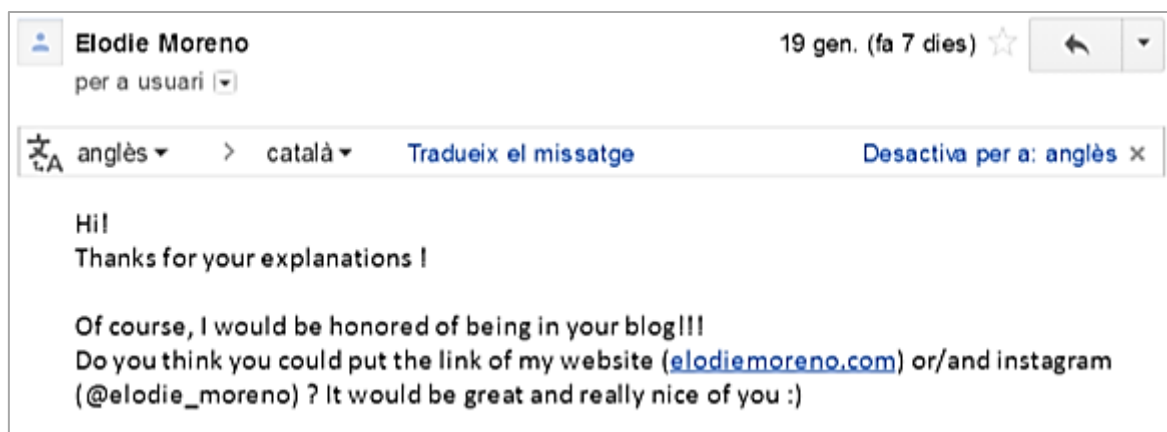 Elodie Moreno 19 gen. (fa 7 dies)
per a usuari
anglès > català Tradueix el missatge Desactiva per a: anglès ×
Hi!
Thanks for your explanations !
Of course, I would be honored of being in your blog!!!
Do you think you could put the link of my website (elodiemoreno.com) or/and instagram
(@elodie_moreno) ? It would be great and really nice of you :)